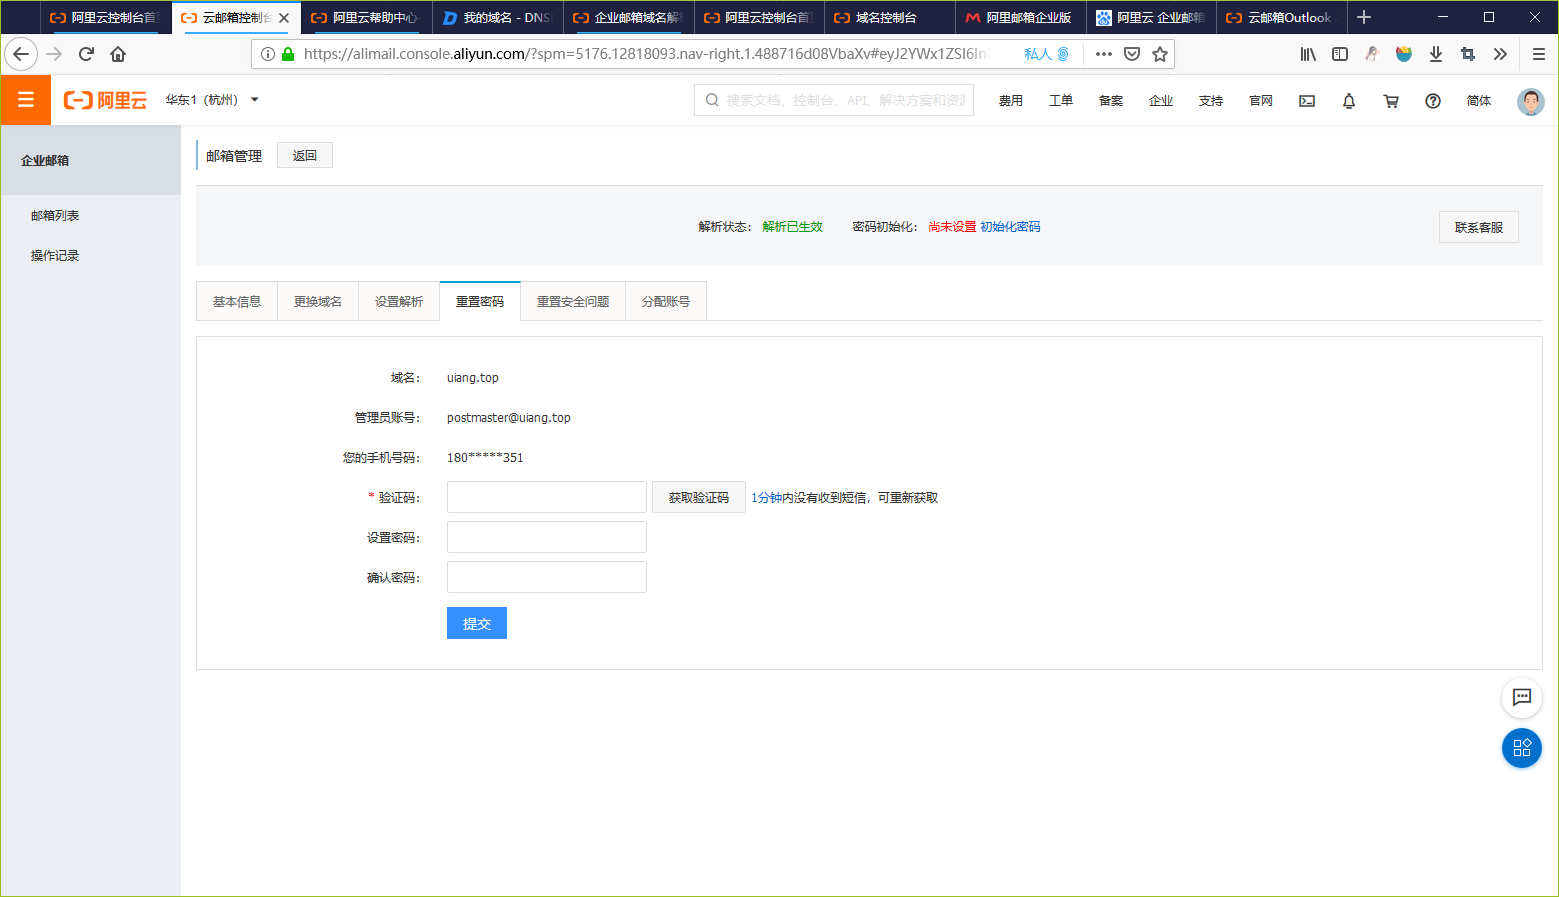 阿里云控制台首
云邮箱控制台
阿里云帮助中心
我的域名 - DNS
企业邮箱域名解
阿里云控制台首
域名控制台
阿里邮箱企业版
阿里云 企业邮箱
云邮箱Outlook
https://alimail.console.aliyun.com/?spm=5176.12818093.nav-right.1.488716d08VbaXv#eyJ2YWx1ZSI6In
私人
阿里云
华东1（杭州）
搜索文档、控制台、API、解决方案和资源
费用
工单
备案
企业
支持
官网
简体
企业邮箱
邮箱列表
操作记录
邮箱管理
返回
解析状态： 解析已生效
密码初始化： 尚未设置 初始化密码
联系客服
基本信息
更换域名
设置解析
重置密码
重置安全问题
分配账号
域名： uiang.top
管理员账号： postmaster@uiang.top
您的手机号码： 180*****351
* 验证码： 获取验证码 1分钟内没有收到短信，可重新获取
设置密码：
确认密码：
提交